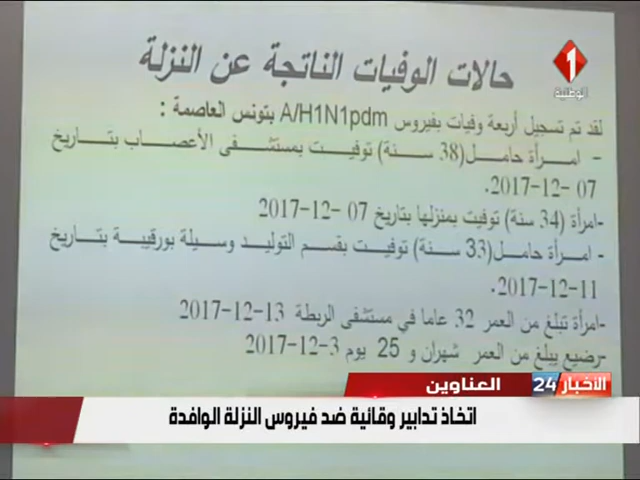 حالات الوفيات الناتجة عن النزلة
1
الوطنية
لقد تم تسجيل أربعة وفيات بفيروس A/H1N1pdm بتونس العاصمة :
- امرأة حامل(38 سنة) توفيت بمستشفى الأعصاب بتاريخ
07 -12-2017.
-امرأة (34 سنة) توفيت بمنزلها بتاريخ 07 -12-2017
- امرأة حامل(33 سنة) توفيت بقسم التوليد وسيلة بورقيبة بتاريخ
11-12-2017.
-امرأة تبلغ من العمر 32 عاما في مستشفى الربطة 13-12-2017
-رضيع يبلغ من العمر شهران و 25 يوم 3-12-2017
الأخبار 24 العناوين
اتخاذ تدابير وقائية ضد فيروس النزلة الوافدة